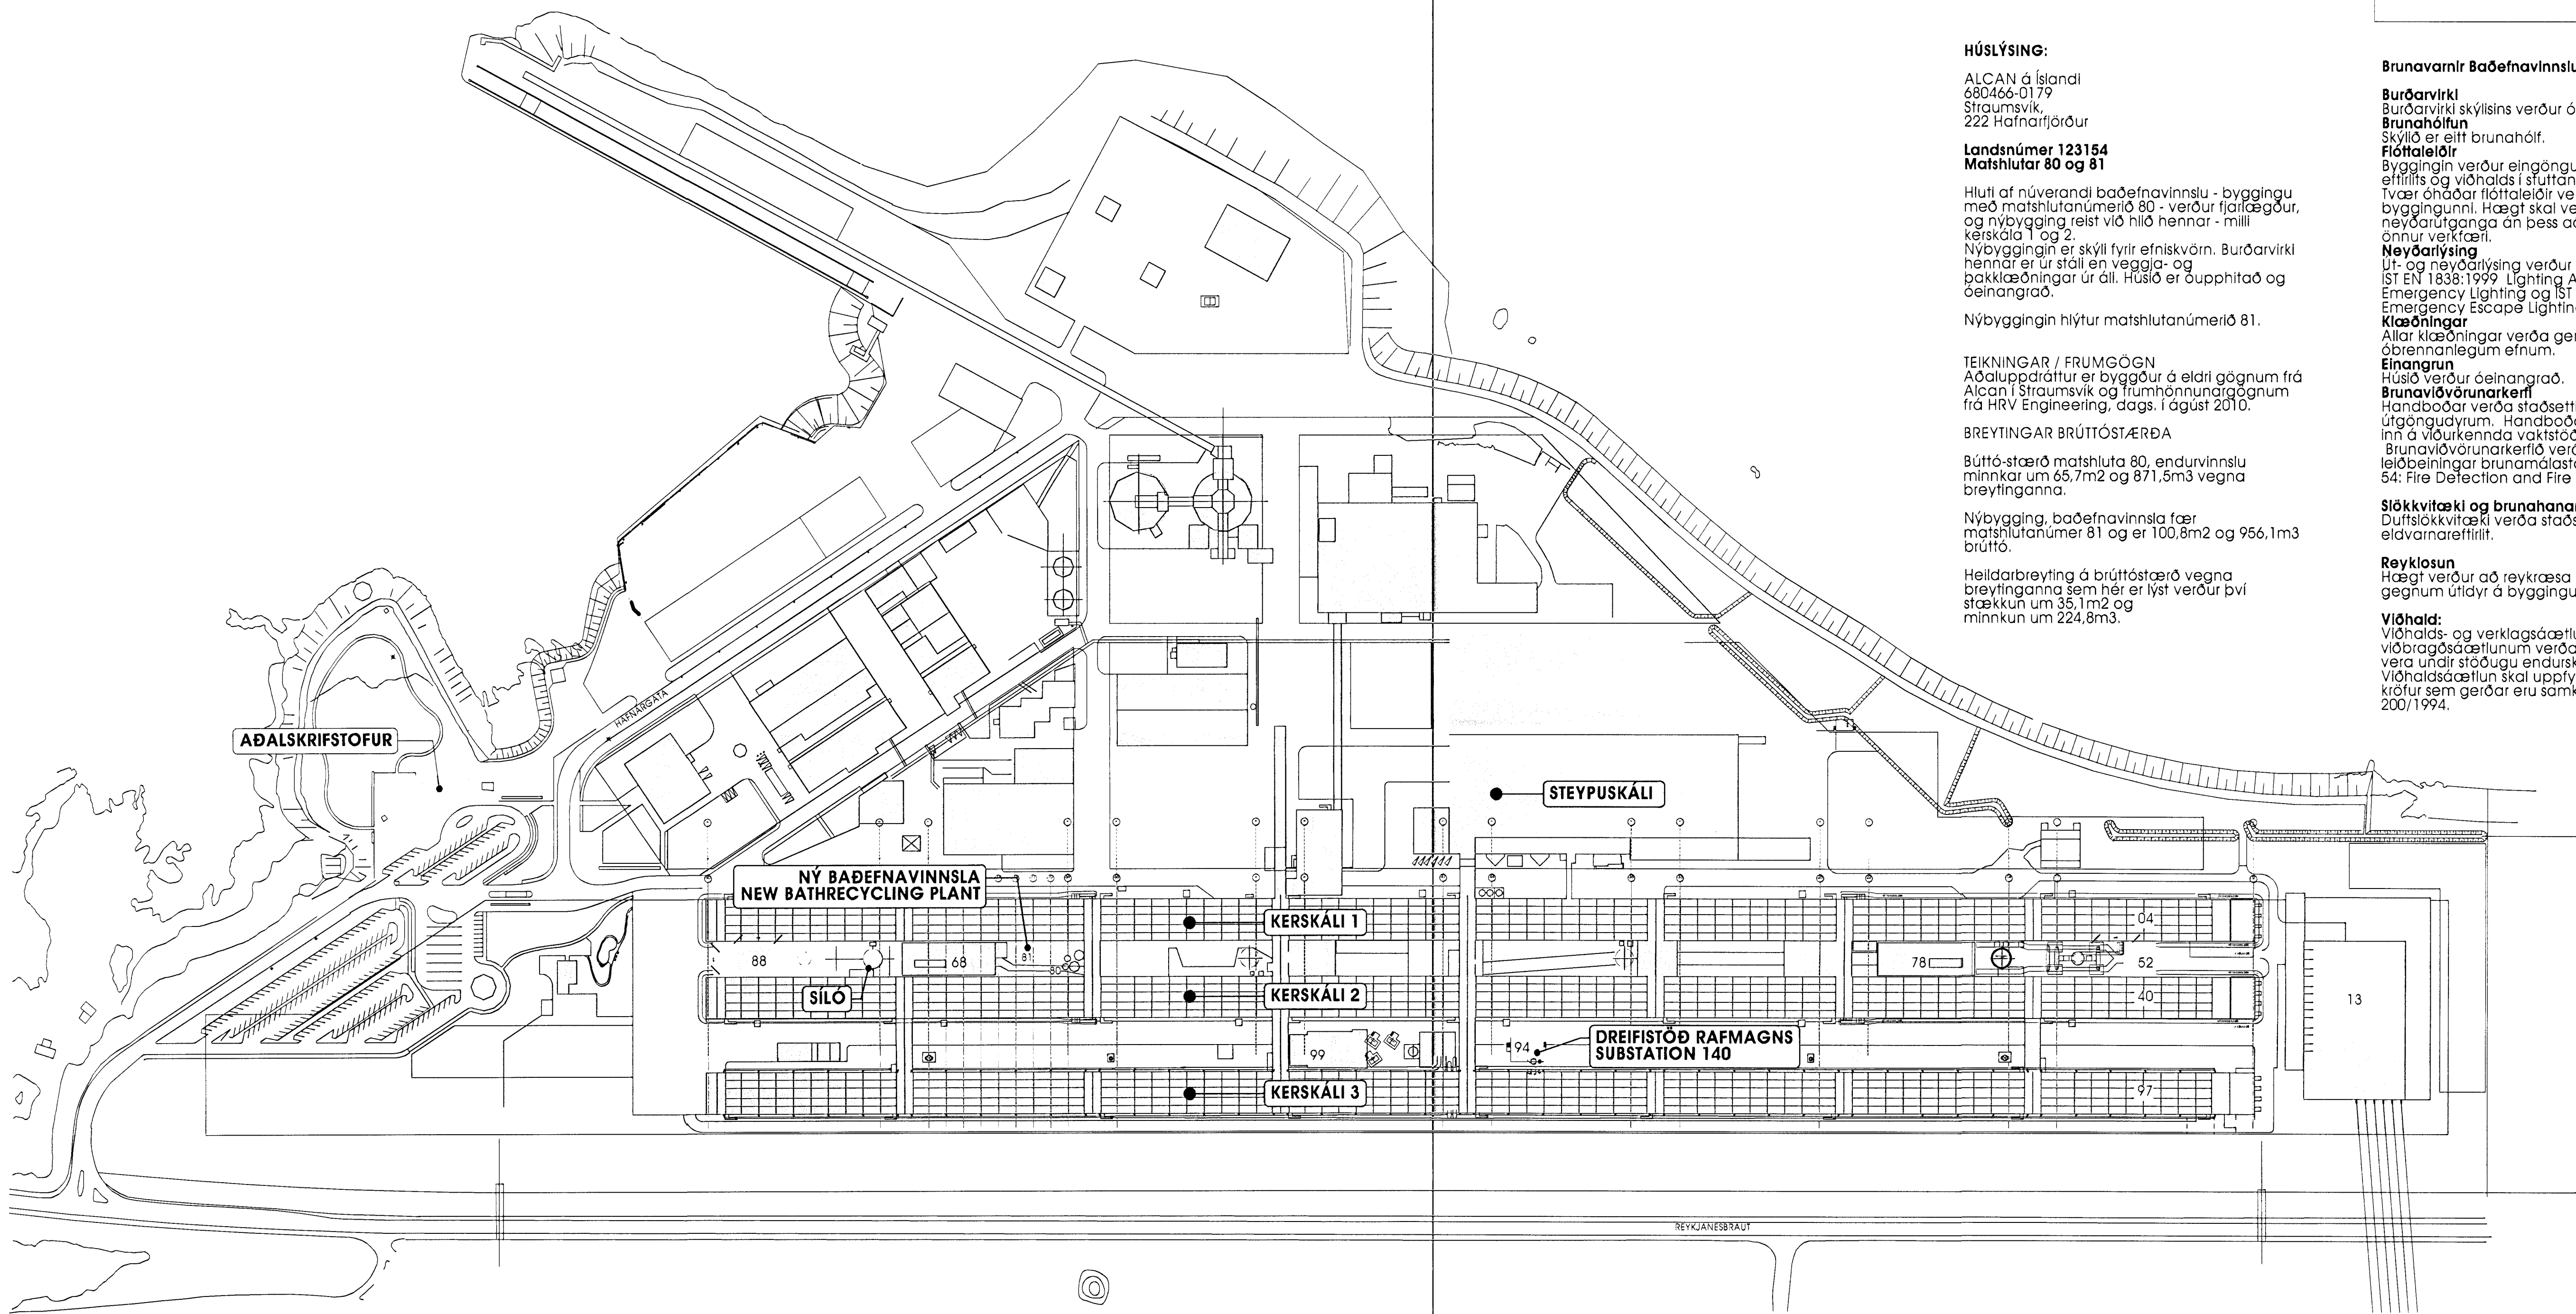 HÚSLÝSING:
ALCAN á Íslandi
680466-0179
Straumsvík,
222 Hafnarfjörður
Landsnúmer 123154
Matshlutar 80 og 81
Hluti af núverandi baðefnavinnslu - byggingu
með matshlutanúmerið 80 - verður fjarlægður,
og nýbygging reist við hlið hennar - milli
kerskála 1 og 2.
Nýbyggingin er skýli fyrir efniskvörn. Burðarvirki
hennar er úr stáli en veggja- og
þakklæðningar úr áli. Húsið er óupphitað og
óeinangrað.
Nýbyggingin hlýtur matshlutanúmerið 81.
TEIKNINGAR / FRUMGÖGN
Aðaluppdráttur er byggður á eldri gögnum frá
Alcan í Straumsvík og frumhönnunargögnum
frá HRV Engineering, dags. í ágúst 2010.
BREYTINGAR BRÚTTÓSTÆRÐA
Búttó-stærð matshluta 80, endurvinnslu
minnkar um 65,7m2 og 871,5m3 vegna
breytinganna.
Nýbygging, baðefnavinnsla fær
matshlutanúmer 81 og er 100,8m2 og 956,1m3
brúttó.
Heildarbreyting á brúttóstærð vegna
breytinganna sem hér er lýst verður því
stækkun um 35,1m2 og
minnkun um 224,8m3.
Brunavarnir Baðefnavinnslu
Burðarvirki
Burðarvirki skýlisins verður ó
Brunahólfun
Skýlið er eitt brunahólf.
Flóttaleiðir
Byggingin verður eingöngu
eftirlits og viðhalds í stuttan
Tvær óháðar flóttaleiðir ve
byggingunni. Hægt skal ve
neyðarútganga án þess að
önnur verkfæri.
Neyðarlýsing
Út- og neyðarlýsing verður
ÍST EN 1838:1999 Lighting A
Emergency Lighting og ÍST
Emergency Escape Lightin
Klæðningar
Allar klæðningar verða ger
óbrennanlegum efnum.
Einangrun
Húsið verður óeinangrað.
Brunaviðvörunarkerfi
Handboðar verða staðsett
útgöngudyrum. Handboða
inn á viðurkennda vaktstöð
Brunaviðvörunarkerfið verð
leiðbeiningar brunamálasto
54: Fire Detection and Fire
Slökkvitæki og brunahanar
Duftslökkvitæki verða staðs
eldvarnareftirlit.
Reyklosun
Hægt verður að reykræsa
gegnum útidyr á byggingu
Viðhald:
Viðhalds- og verklagsáætlu
viðbragðsáætlunum verða
vera undir stöðugu endursk
Viðhaldsáætlun skal uppfy
kröfur sem gerðar eru samk
200/1994.
HAFNARGATA
AÐALSKRIFSTOFUR
STEYPUSKÁLI
NÝ BAÐEFNAVINNSLA
NEW BATHRECYCLING PLANT
KERSKÁLI 1
04
88
68
81
80
78
52
SÍLÓ
KERSKÁLI 2
40
13
99
94
DREIFISTÖÐ RAFMAGNS
SUBSTATION 140
KERSKÁLI 3
97
REYKJANESBRAUT